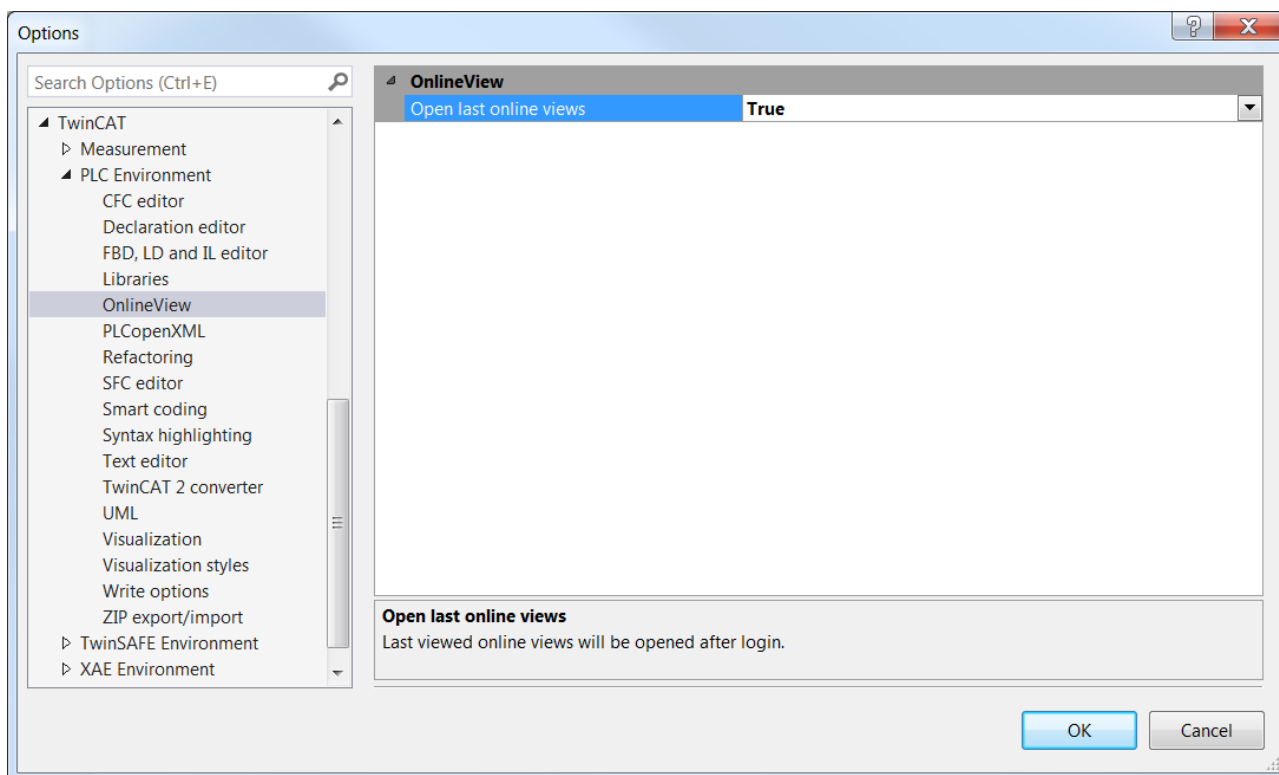 Options
Search Options (Ctrl+E)
TwinCAT
Measurement
PLC Environment
CFC editor
Declaration editor
FBD, LD and IL editor
Libraries
OnlineView
PLCopenXML
Refactoring
SFC editor
Smart coding
Syntax highlighting
Text editor
TwinCAT 2 converter
UML
Visualization
Visualization styles
Write options
ZIP export/import
TwinSAFE Environment
XAE Environment
OnlineView
Open last online views True
Open last online views
Last viewed online views will be opened after login.
OK Cancel